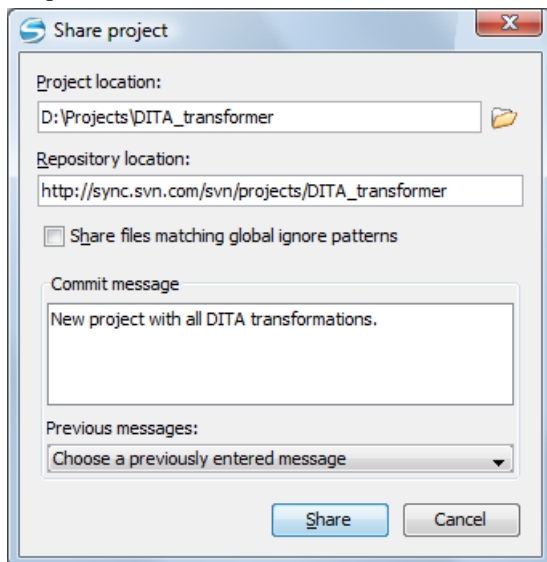 Share project
Project location:
D:\Projects\DITA_transformer
Repository location:
http://sync.svn.com/svn/projects/DITA_transformer
Share files matching global ignore patterns
Commit message
New project with all DITA transformations.
Previous messages:
Choose a previously entered message
Share
Cancel